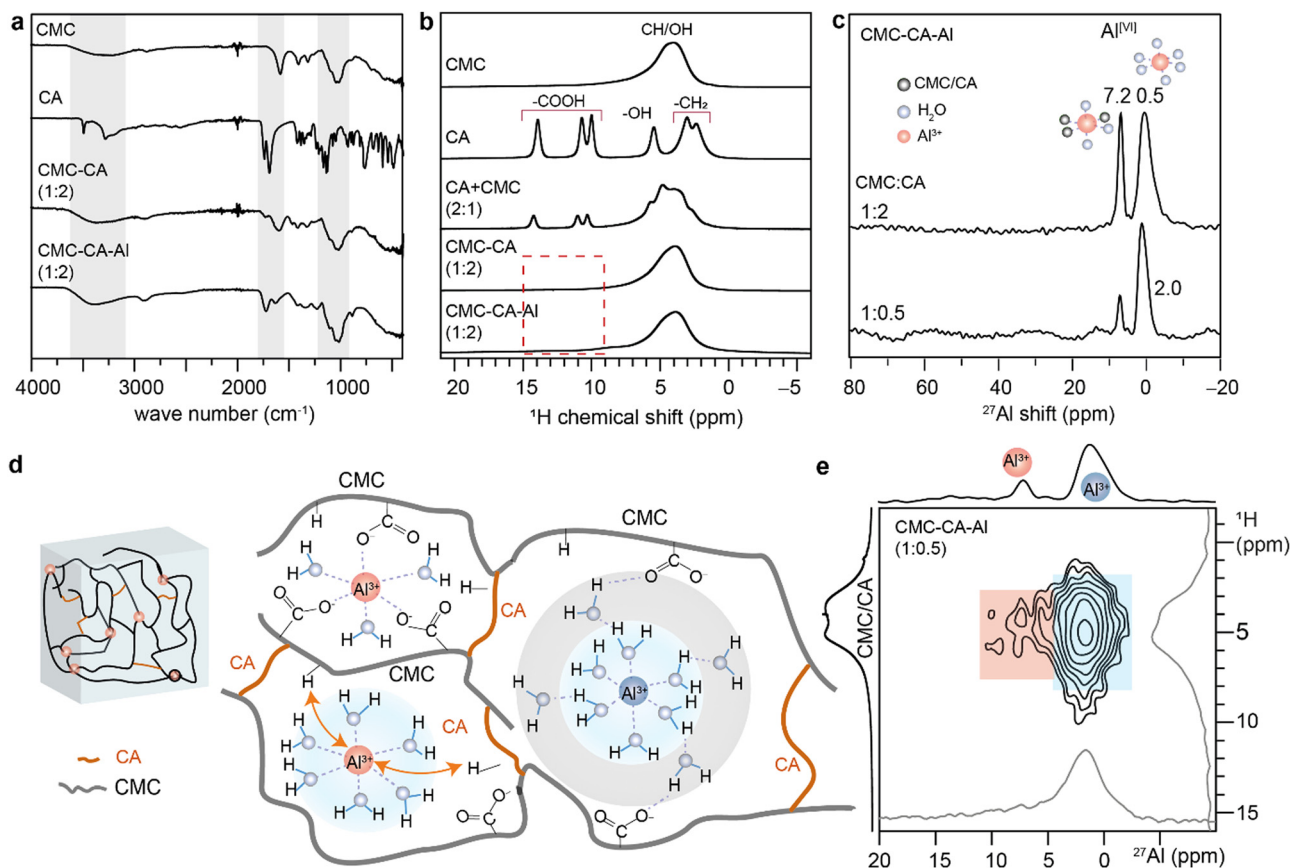 a
CMC
CA
CMC-CA
(1:2)
CMC-CA-Al
(1:2)
4000 3000 2000 1000
wave number (cm⁻¹)
b
CH/OH
CMC
-COOH
-OH
-CH₂
CA
CA+CMC
(2:1)
CMC-CA
(1:2)
CMC-CA-Al
(1:2)
20 15 10 5 0 −5
¹H chemical shift (ppm)
c
CMC-CA-Al
Al[VI]
CMC/CA
H₂O
Al³⁺
7.2 0.5
CMC:CA
1:2
1:0.5
2.0
80 60 40 20 0 −20
²⁷Al shift (ppm)
d
CA
CMC
CMC
H
C
O
O⁻
H
H
H
H
Al³⁺
H
H
O⁻
C
O
O⁻
C
O
H
CA
CA
CMC
H
H
H
H
H
H
H
H
H
Al³⁺
H
H
H
H
H
CA
H
O⁻
C
O
CMC
H
C
O
O⁻
H
H
H
H
H
H
H
H
Al³⁺
H
H
H
H
H
H
H
H
H
H
O⁻
C
O
CA
e
Al³⁺
Al³⁺
CMC-CA-Al
(1:0.5)
CMC/CA
¹H
(ppm)
0
5
10
15
20 15 10 5 0 ²⁷Al (ppm)